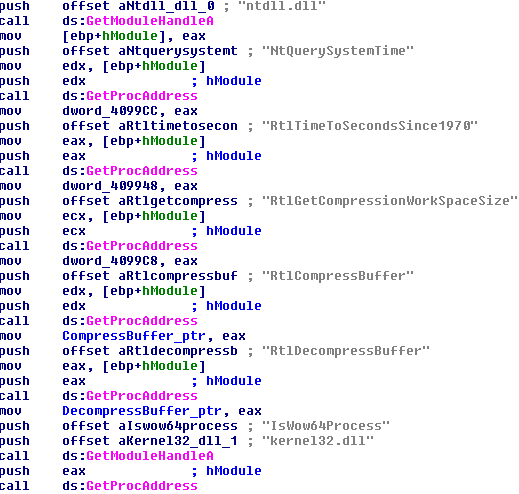 push offset aNtdll_dll_0 ; "ntdll.dll"
call ds:GetModuleHandleA
mov [ebp+hModule], eax
push offset aNtquerysystemt ; "NtQuerySystemTime"
mov edx, [ebp+hModule]
push edx ; hModule
call ds:GetProcAddress
mov dword_4099CC, eax
push offset aRtltimetosecon ; "RtlTimeToSecondsSince1970"
mov eax, [ebp+hModule]
push eax ; hModule
call ds:GetProcAddress
mov dword_409948, eax
push offset aRtlgetcompress ; "RtlGetCompressionWorkSpaceSize"
mov ecx, [ebp+hModule]
push ecx ; hModule
call ds:GetProcAddress
mov dword_4099C8, eax
push offset aRtlcompressbuf ; "RtlCompressBuffer"
mov edx, [ebp+hModule]
push edx ; hModule
call ds:GetProcAddress
mov CompressBuffer_ptr, eax
push offset aRtldecompressb ; "RtlDecompressBuffer"
mov eax, [ebp+hModule]
push eax ; hModule
call ds:GetProcAddress
mov DecompressBuffer_ptr, eax
push offset aIswow64process ; "IsWow64Process"
push offset aKernel32_dll_1 ; "kernel32.dll"
call ds:GetModuleHandleA
push eax ; hModule
call ds:GetProcAddress